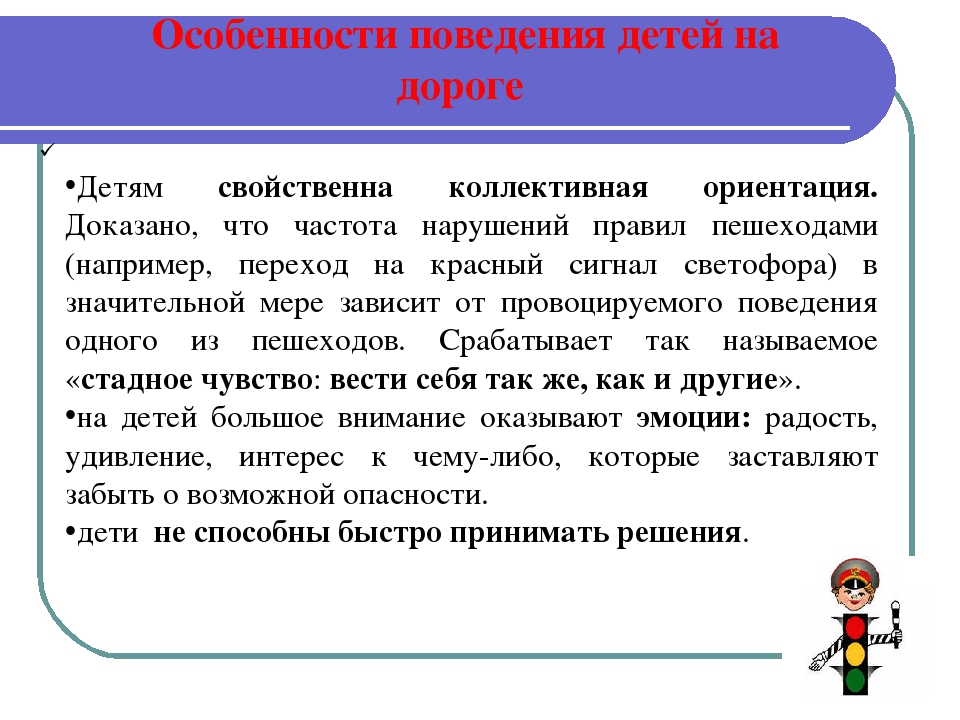 Особенности поведения детей на
дороге
✓
•Детям свойственна коллективная ориентация.
Доказано, что частота нарушений правил пешеходами
(например, переход на красный сигнал светофора) в
значительной мере зависит от провоцируемого поведения
одного из пешеходов. Срабатывает так называемое
«стадное чувство: вести себя так же, как и другие».
•на детей большое внимание оказывают эмоции: радость,
удивление, интерес к чему-либо, которые заставляют
забыть о возможной опасности.
•дети не способны быстро принимать решения.